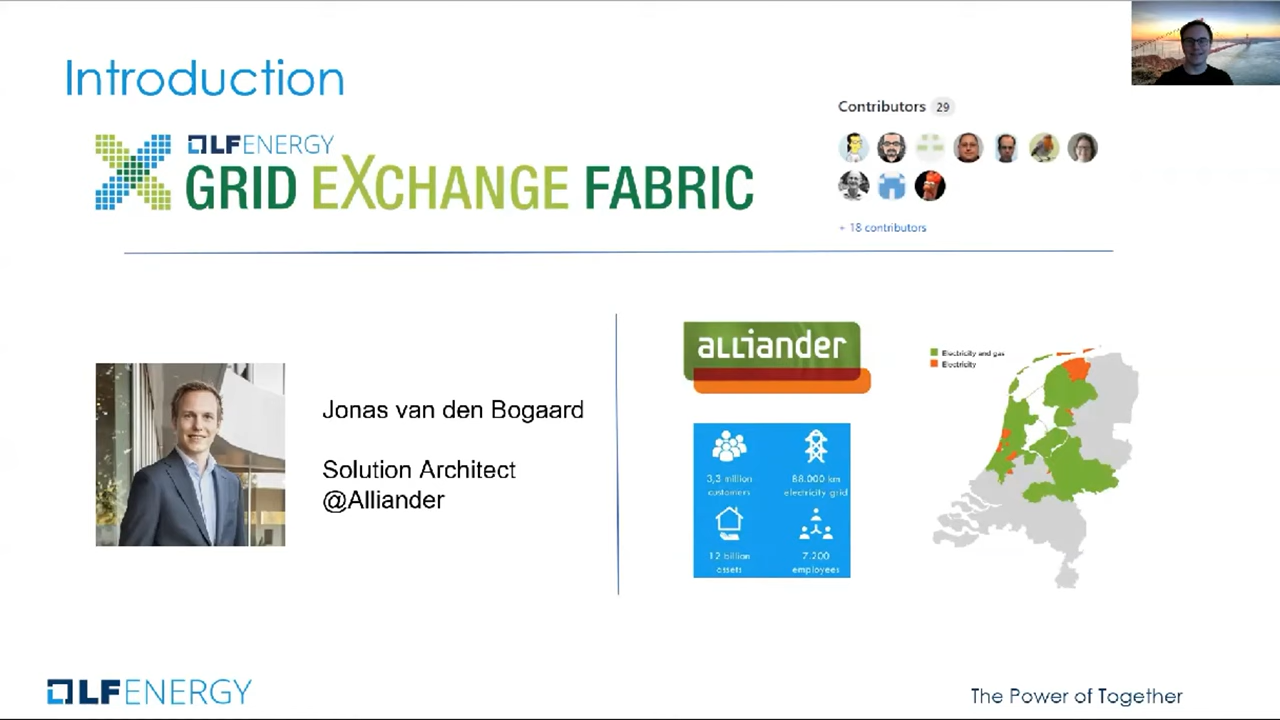 Introduction
LFENERGY
GRID EXCHANGE FABRIC
Contributors 29
+ 18 contributors
Jonas van den Bogaard
Solution Architect
@Alliander
alliander
3,3 million
customers
88.000 km
electricity grid
12 billion
assets
7.200
employees
Electricity and gas
Electricity
LFENERGY
The Power of Together